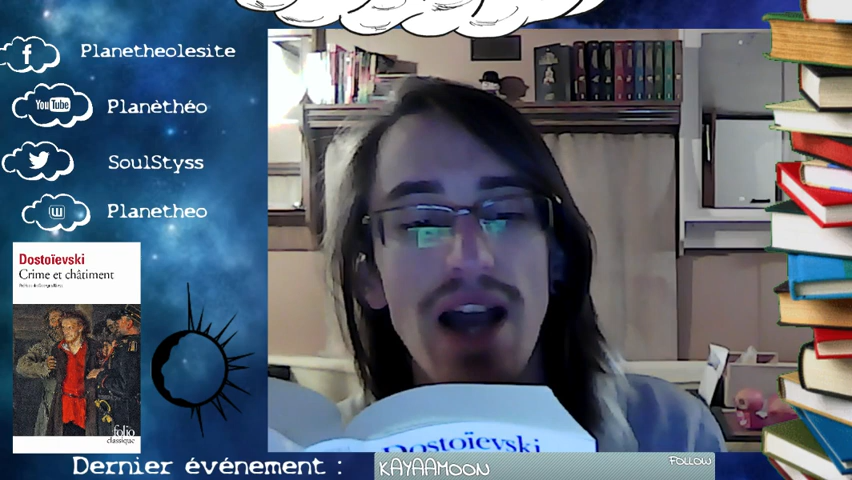 f
Planetheolesite
YouTube
Planèthéo
SoulStyss
w
Planetheo
Dostoïevski
Crime et châtiment
folio
classique
Dostoïevski
Dernier événement :
KAYAAMOON
FOLLOW